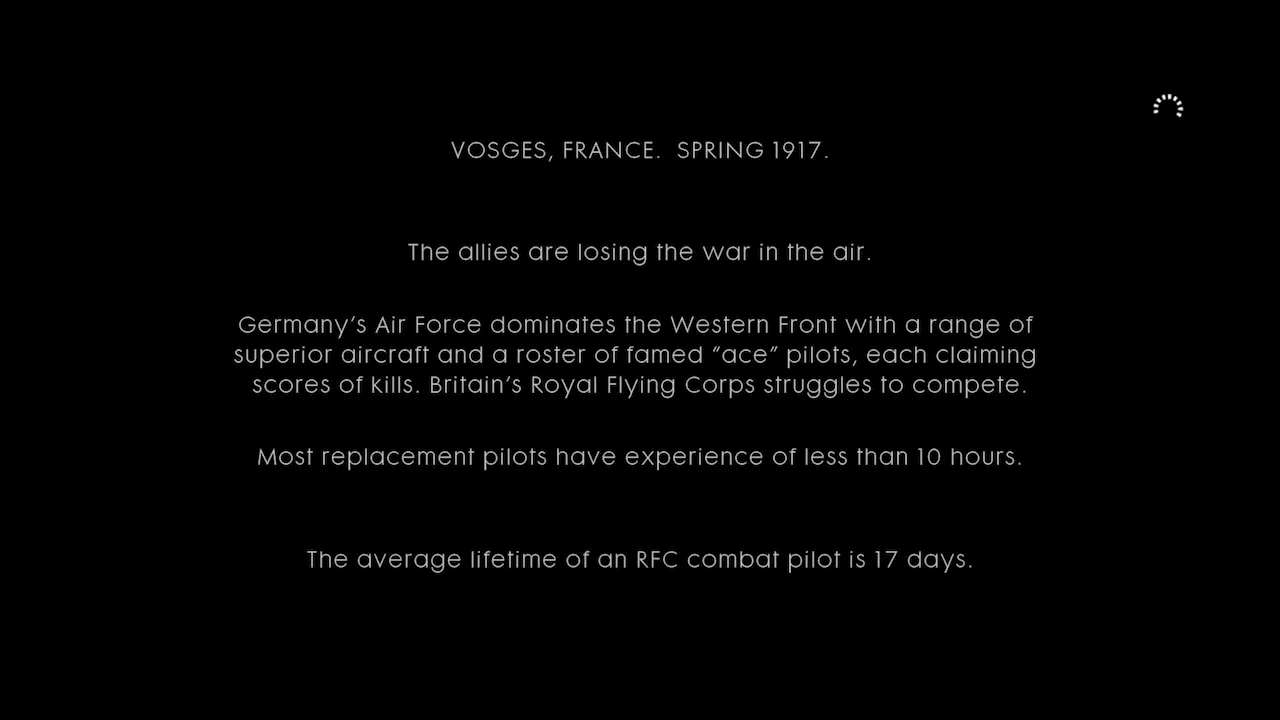 VOSGES, FRANCE.  SPRING 1917.
The allies are losing the war in the air.
Germany's Air Force dominates the Western Front with a range of
superior aircraft and a roster of famed “ace” pilots, each claiming
scores of kills. Britain's Royal Flying Corps struggles to compete.
Most replacement pilots have experience of less than 10 hours.
The average lifetime of an RFC combat pilot is 17 days.